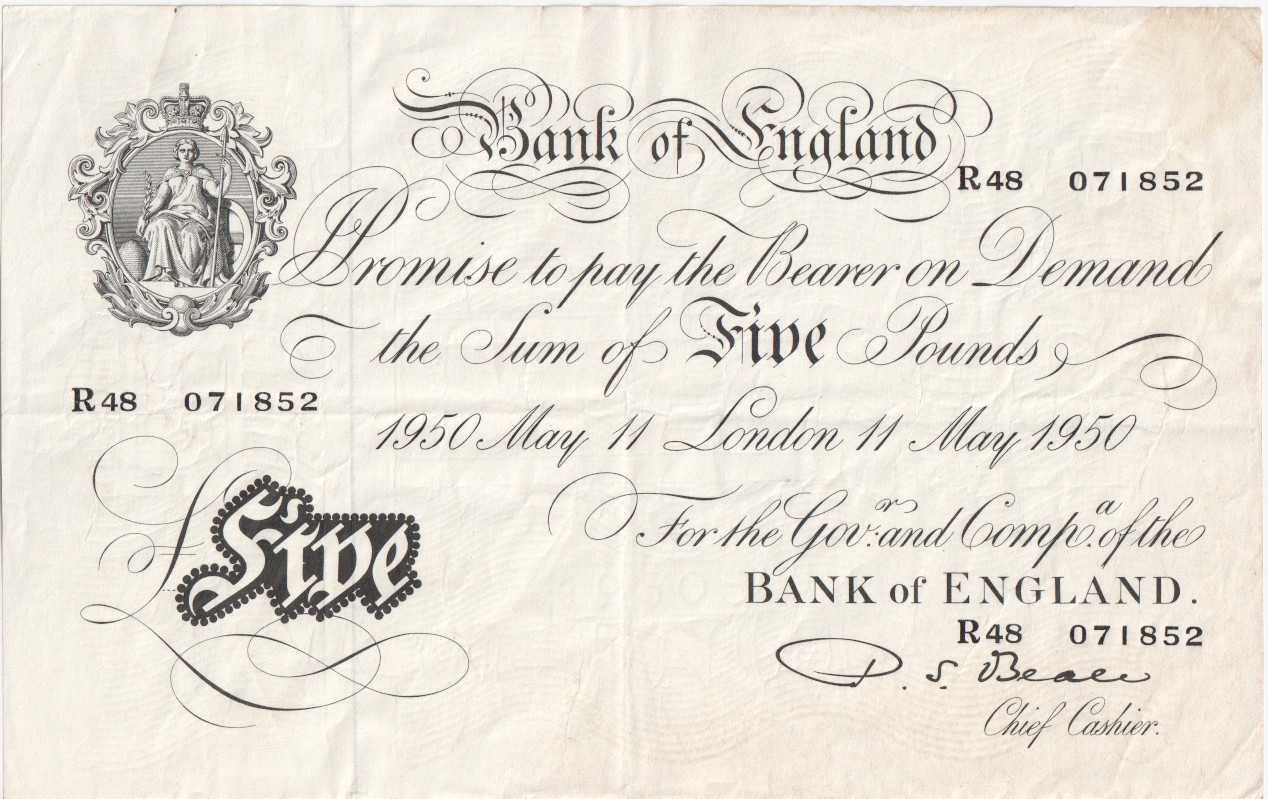 Bank of England
R48 071852
I Promise to pay the Bearer on Demand
the Sum of Five Pounds
R48 071852
1950 May 11 London 11 May 1950
For the Gov.r and Comp.a of the
£Five
BANK of ENGLAND.
R48 071852
P. S. Beale
Chief Cashier.